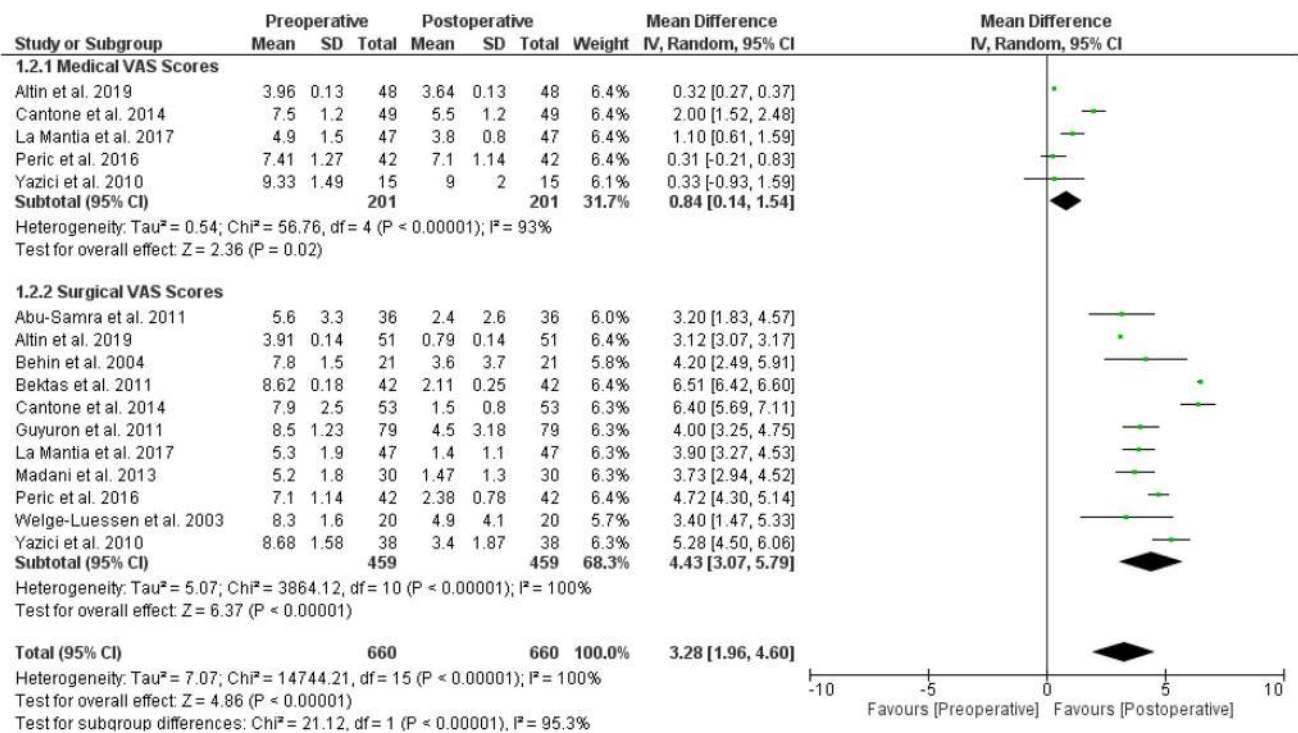 Preoperative Postoperative Mean Difference Mean Difference
Study or Subgroup Mean SD Total Mean SD Total Weight IV, Random, 95% CI IV, Random, 95% CI
1.2.1 Medical VAS Scores
Altin et al. 2019 3.96 0.13 48 3.64 0.13 48 6.4% 0.32 [0.27, 0.37]
Cantone et al. 2014 7.5 1.2 49 5.5 1.2 49 6.4% 2.00 [1.52, 2.48]
La Mantia et al. 2017 4.9 1.5 47 3.8 0.8 47 6.4% 1.10 [0.61, 1.59]
Peric et al. 2016 7.41 1.27 42 7.1 1.14 42 6.4% 0.31 [-0.21, 0.83]
Yazici et al. 2010 9.33 1.49 15 9 2 15 6.1% 0.33 [-0.93, 1.59]
Subtotal (95% CI) 201 201 31.7% 0.84 [0.14, 1.54]
Heterogeneity: Tau² = 0.54; Chi² = 56.76, df = 4 (P < 0.00001); I² = 93%
Test for overall effect: Z = 2.36 (P = 0.02)
1.2.2 Surgical VAS Scores
Abu-Samra et al. 2011 5.6 3.3 36 2.4 2.6 36 6.0% 3.20 [1.83, 4.57]
Altin et al. 2019 3.91 0.14 51 0.79 0.14 51 6.4% 3.12 [3.07, 3.17]
Behin et al. 2004 7.8 1.5 21 3.6 3.7 21 5.8% 4.20 [2.49, 5.91]
Bektas et al. 2011 8.62 0.18 42 2.11 0.25 42 6.4% 6.51 [6.42, 6.60]
Cantone et al. 2014 7.9 2.5 53 1.5 0.8 53 6.3% 6.40 [5.69, 7.11]
Guyuron et al. 2011 8.5 1.23 79 4.5 3.18 79 6.3% 4.00 [3.25, 4.75]
La Mantia et al. 2017 5.3 1.9 47 1.4 1.1 47 6.3% 3.90 [3.27, 4.53]
Madani et al. 2013 5.2 1.8 30 1.47 1.3 30 6.3% 3.73 [2.94, 4.52]
Peric et al. 2016 7.1 1.14 42 2.38 0.78 42 6.4% 4.72 [4.30, 5.14]
Welge-Luessen et al. 2003 8.3 1.6 20 4.9 4.1 20 5.7% 3.40 [1.47, 5.33]
Yazici et al. 2010 8.68 1.58 38 3.4 1.87 38 6.3% 5.28 [4.50, 6.06]
Subtotal (95% CI) 459 459 68.3% 4.43 [3.07, 5.79]
Heterogeneity: Tau² = 5.07; Chi² = 3864.12, df = 10 (P < 0.00001); I² = 100%
Test for overall effect: Z = 6.37 (P < 0.00001)
Total (95% CI) 660 660 100.0% 3.28 [1.96, 4.60]
Heterogeneity: Tau² = 7.07; Chi² = 14744.21, df = 15 (P < 0.00001); I² = 100%
Test for overall effect: Z = 4.86 (P < 0.00001)
Test for subgroup differences: Chi² = 21.12, df = 1 (P < 0.00001), I² = 95.3%
-10 -5 0 5 10
Favours [Preoperative] Favours [Postoperative]